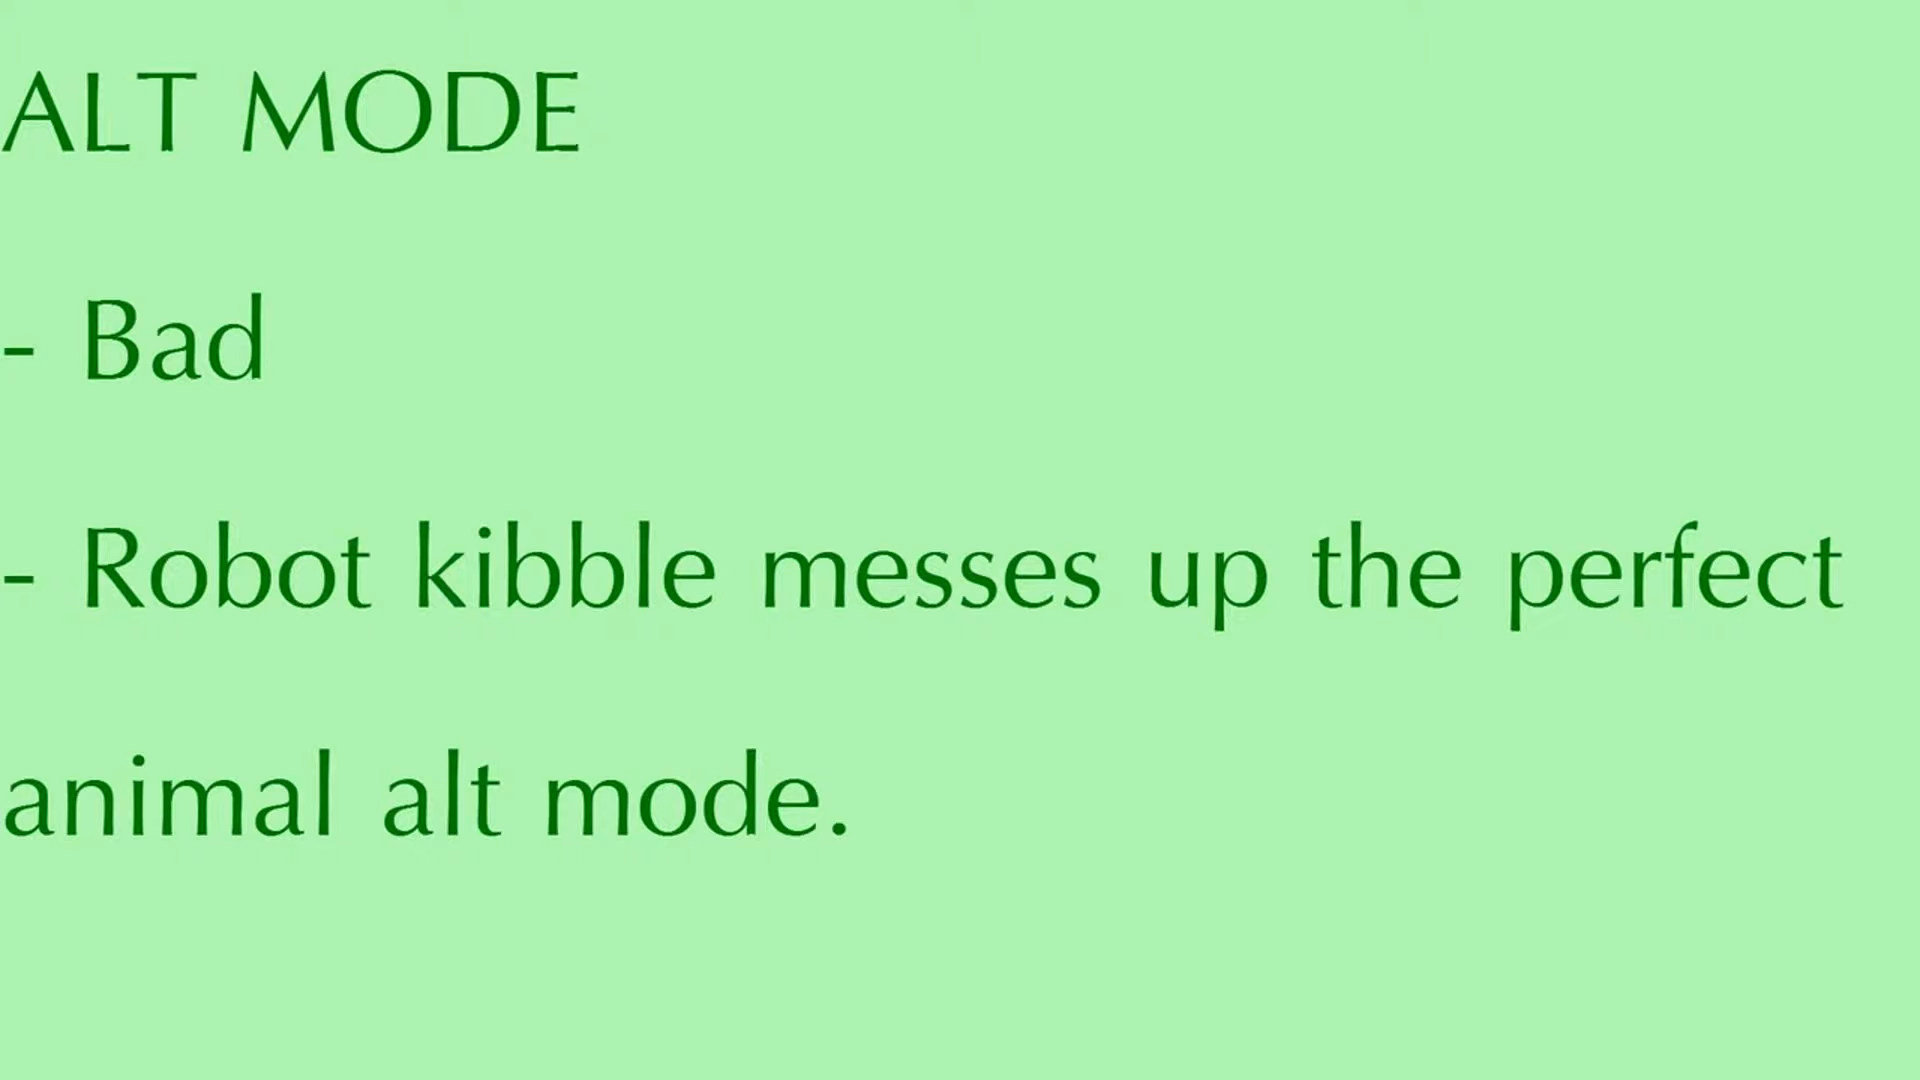 ALT MODE
- Bad
- Robot kibble messes up the perfect
animal alt mode.